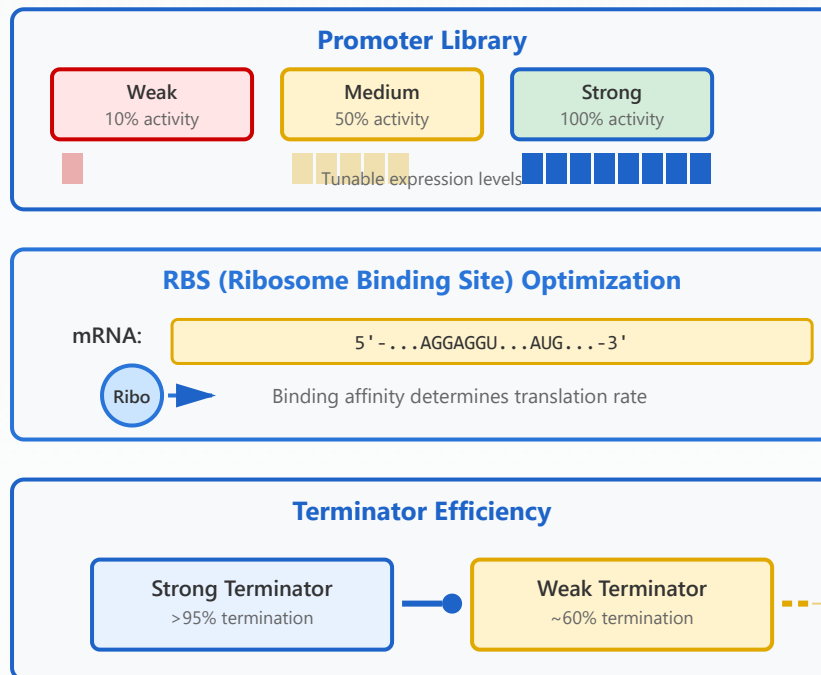 Promoter Library
Weak
10% activity
Medium
50% activity
Strong
100% activity
Tunable expression levels
RBS (Ribosome Binding Site) Optimization
mRNA:
5'-...AGGAGGU...AUG...-3'
Ribo
Binding affinity determines translation rate
Terminator Efficiency
Strong Terminator
>95% termination
Weak Terminator
~60% termination